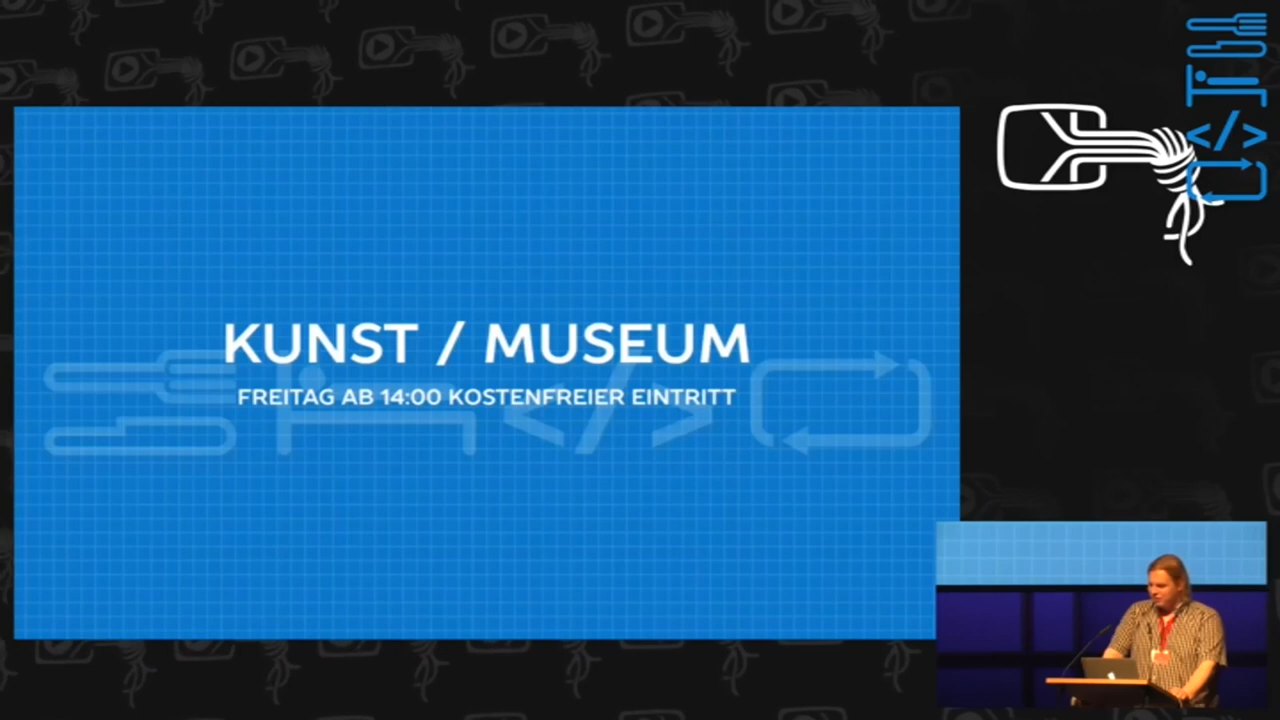 KUNST / MUSEUM
FREITAG AB 14:00 KOSTENFREIER EINTRITT